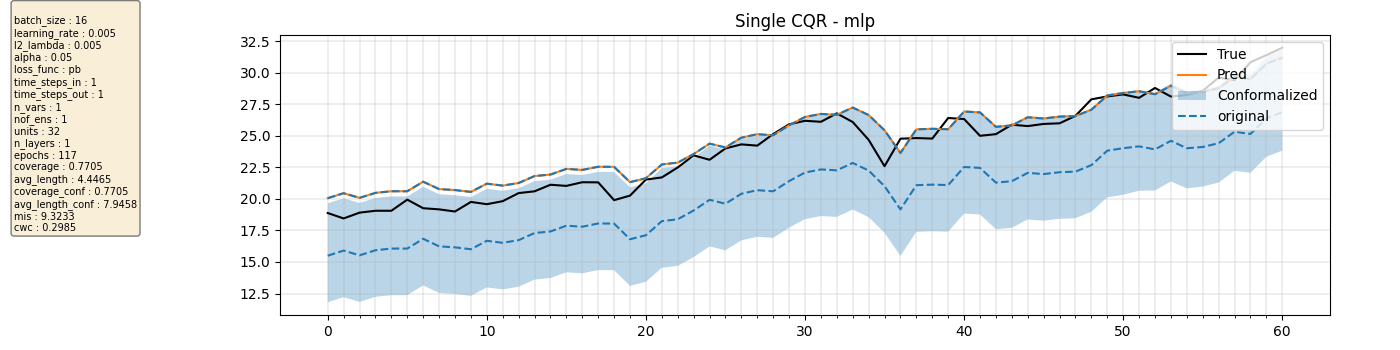 batch_size : 16
learning_rate : 0.005
l2_lambda : 0.005
alpha : 0.05
loss_func : pb
time_steps_in : 1
time_steps_out : 1
n_vars : 1
nof_ens : 1
units : 32
n_layers : 1
epochs : 117
coverage : 0.7705
avg_length : 4.4465
coverage_conf : 0.7705
avg_length_conf : 7.9458
mis : 9.3233
cwc : 0.2985
Single CQR - mlp
32.5
30.0
27.5
25.0
22.5
20.0
17.5
15.0
12.5
0
10
20
30
40
50
60
True
Pred
Conformalized
original